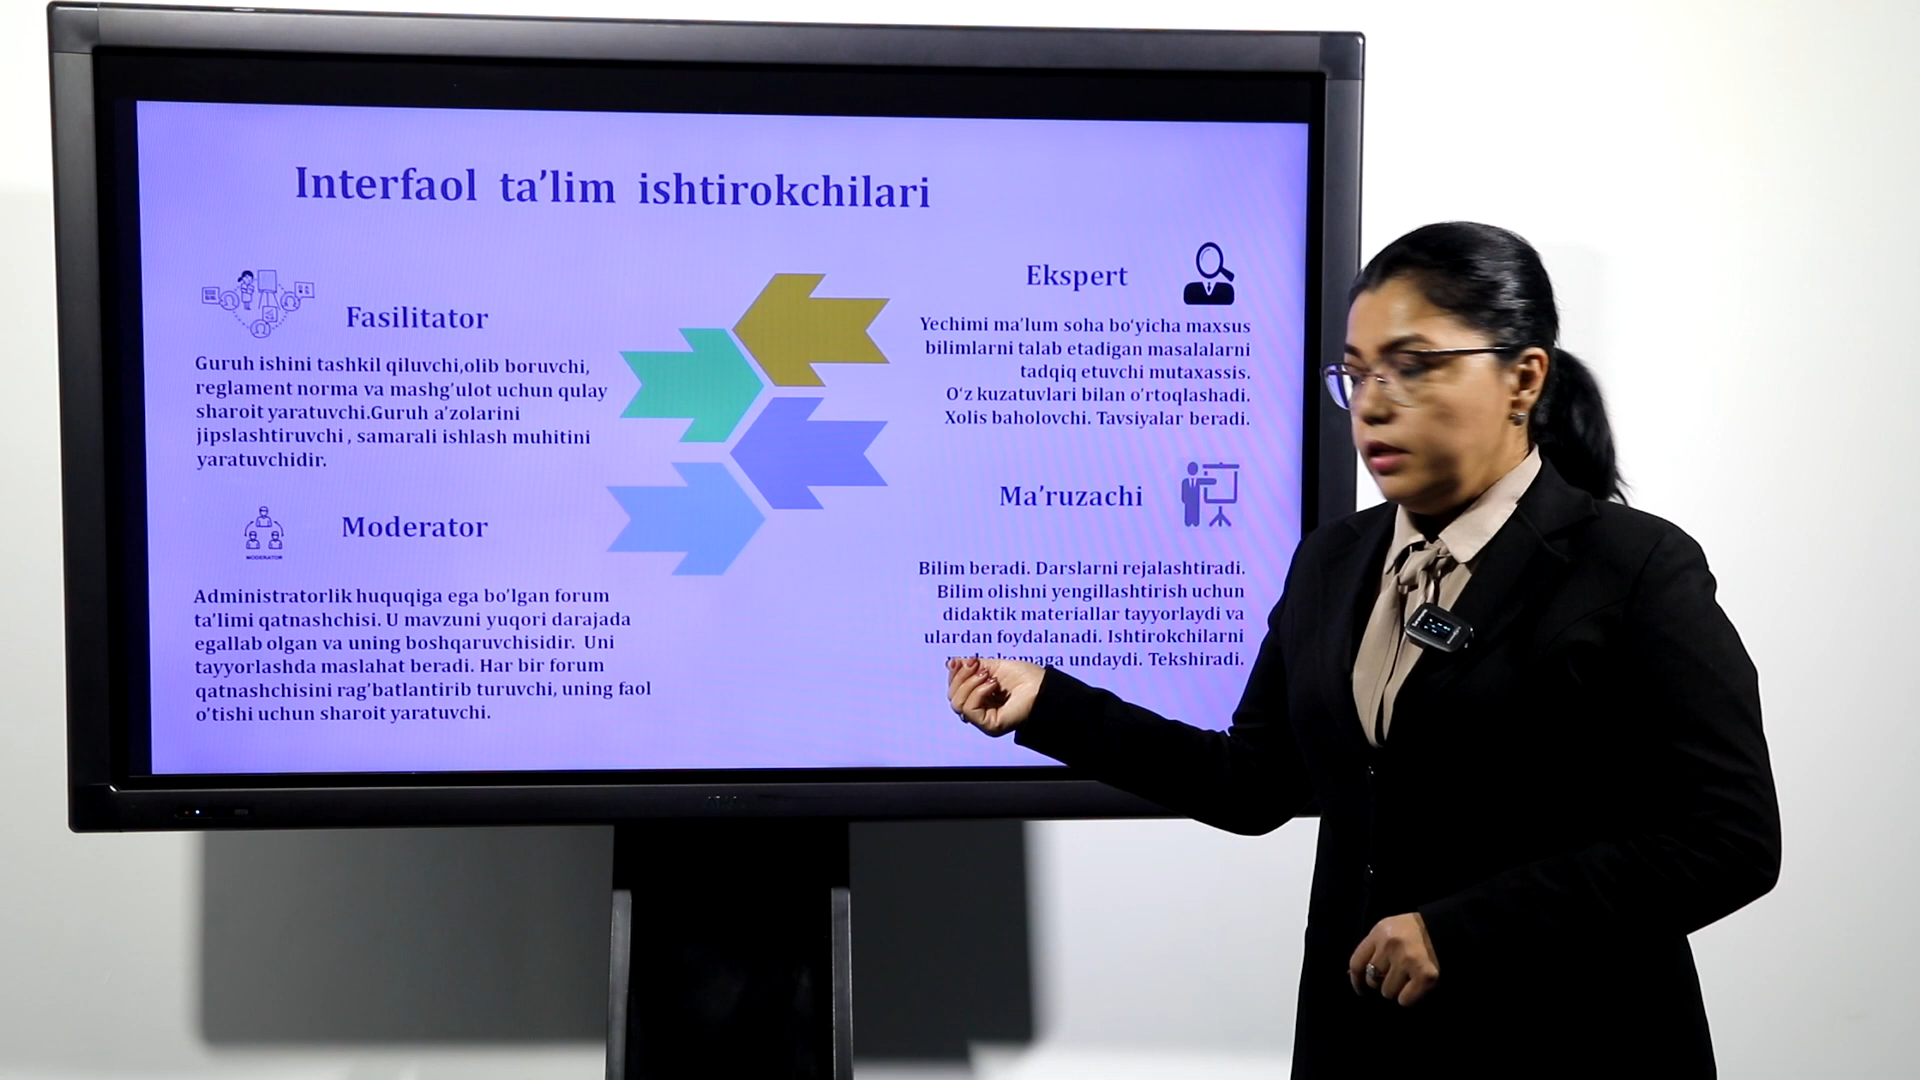 Interfaol ta’lim ishtirokchilari
Fasilitator
Guruh ishini tashkil qiluvchi,olib boruvchi,
reglament norma va mashg’ulot uchun qulay
sharoit yaratuvchi.Guruh a’zolarini
jipslashtiruvchi , samarali ishlash muhitini
yaratuvchidir.
MODERATOR
Moderator
Administratorlik huquqiga ega bo’lgan forum
ta’limi qatnashchisi. U mavzuni yuqori darajada
egallab olgan va uning boshqaruvchisidir. Uni
tayyorlashda maslahat beradi. Har bir forum
qatnashchisini rag’batlantirib turuvchi, uning faol
o’tishi uchun sharoit yaratuvchi.
Ekspert
Yechimi ma’lum soha bo‘yicha maxsus
bilimlarni talab etadigan masalalarni
tadqiq etuvchi mutaxassis.
O‘z kuzatuvlari bilan o’rtoqlashadi.
Xolis baholovchi. Tavsiyalar beradi.
Ma’ruzachi
Bilim beradi. Darslarni rejalashtiradi.
Bilim olishni yengillashtirish uchun
didaktik materiallar tayyorlaydi va
ulardan foydalanadi. Ishtirokchilarni
undaydi. Tekshiradi.